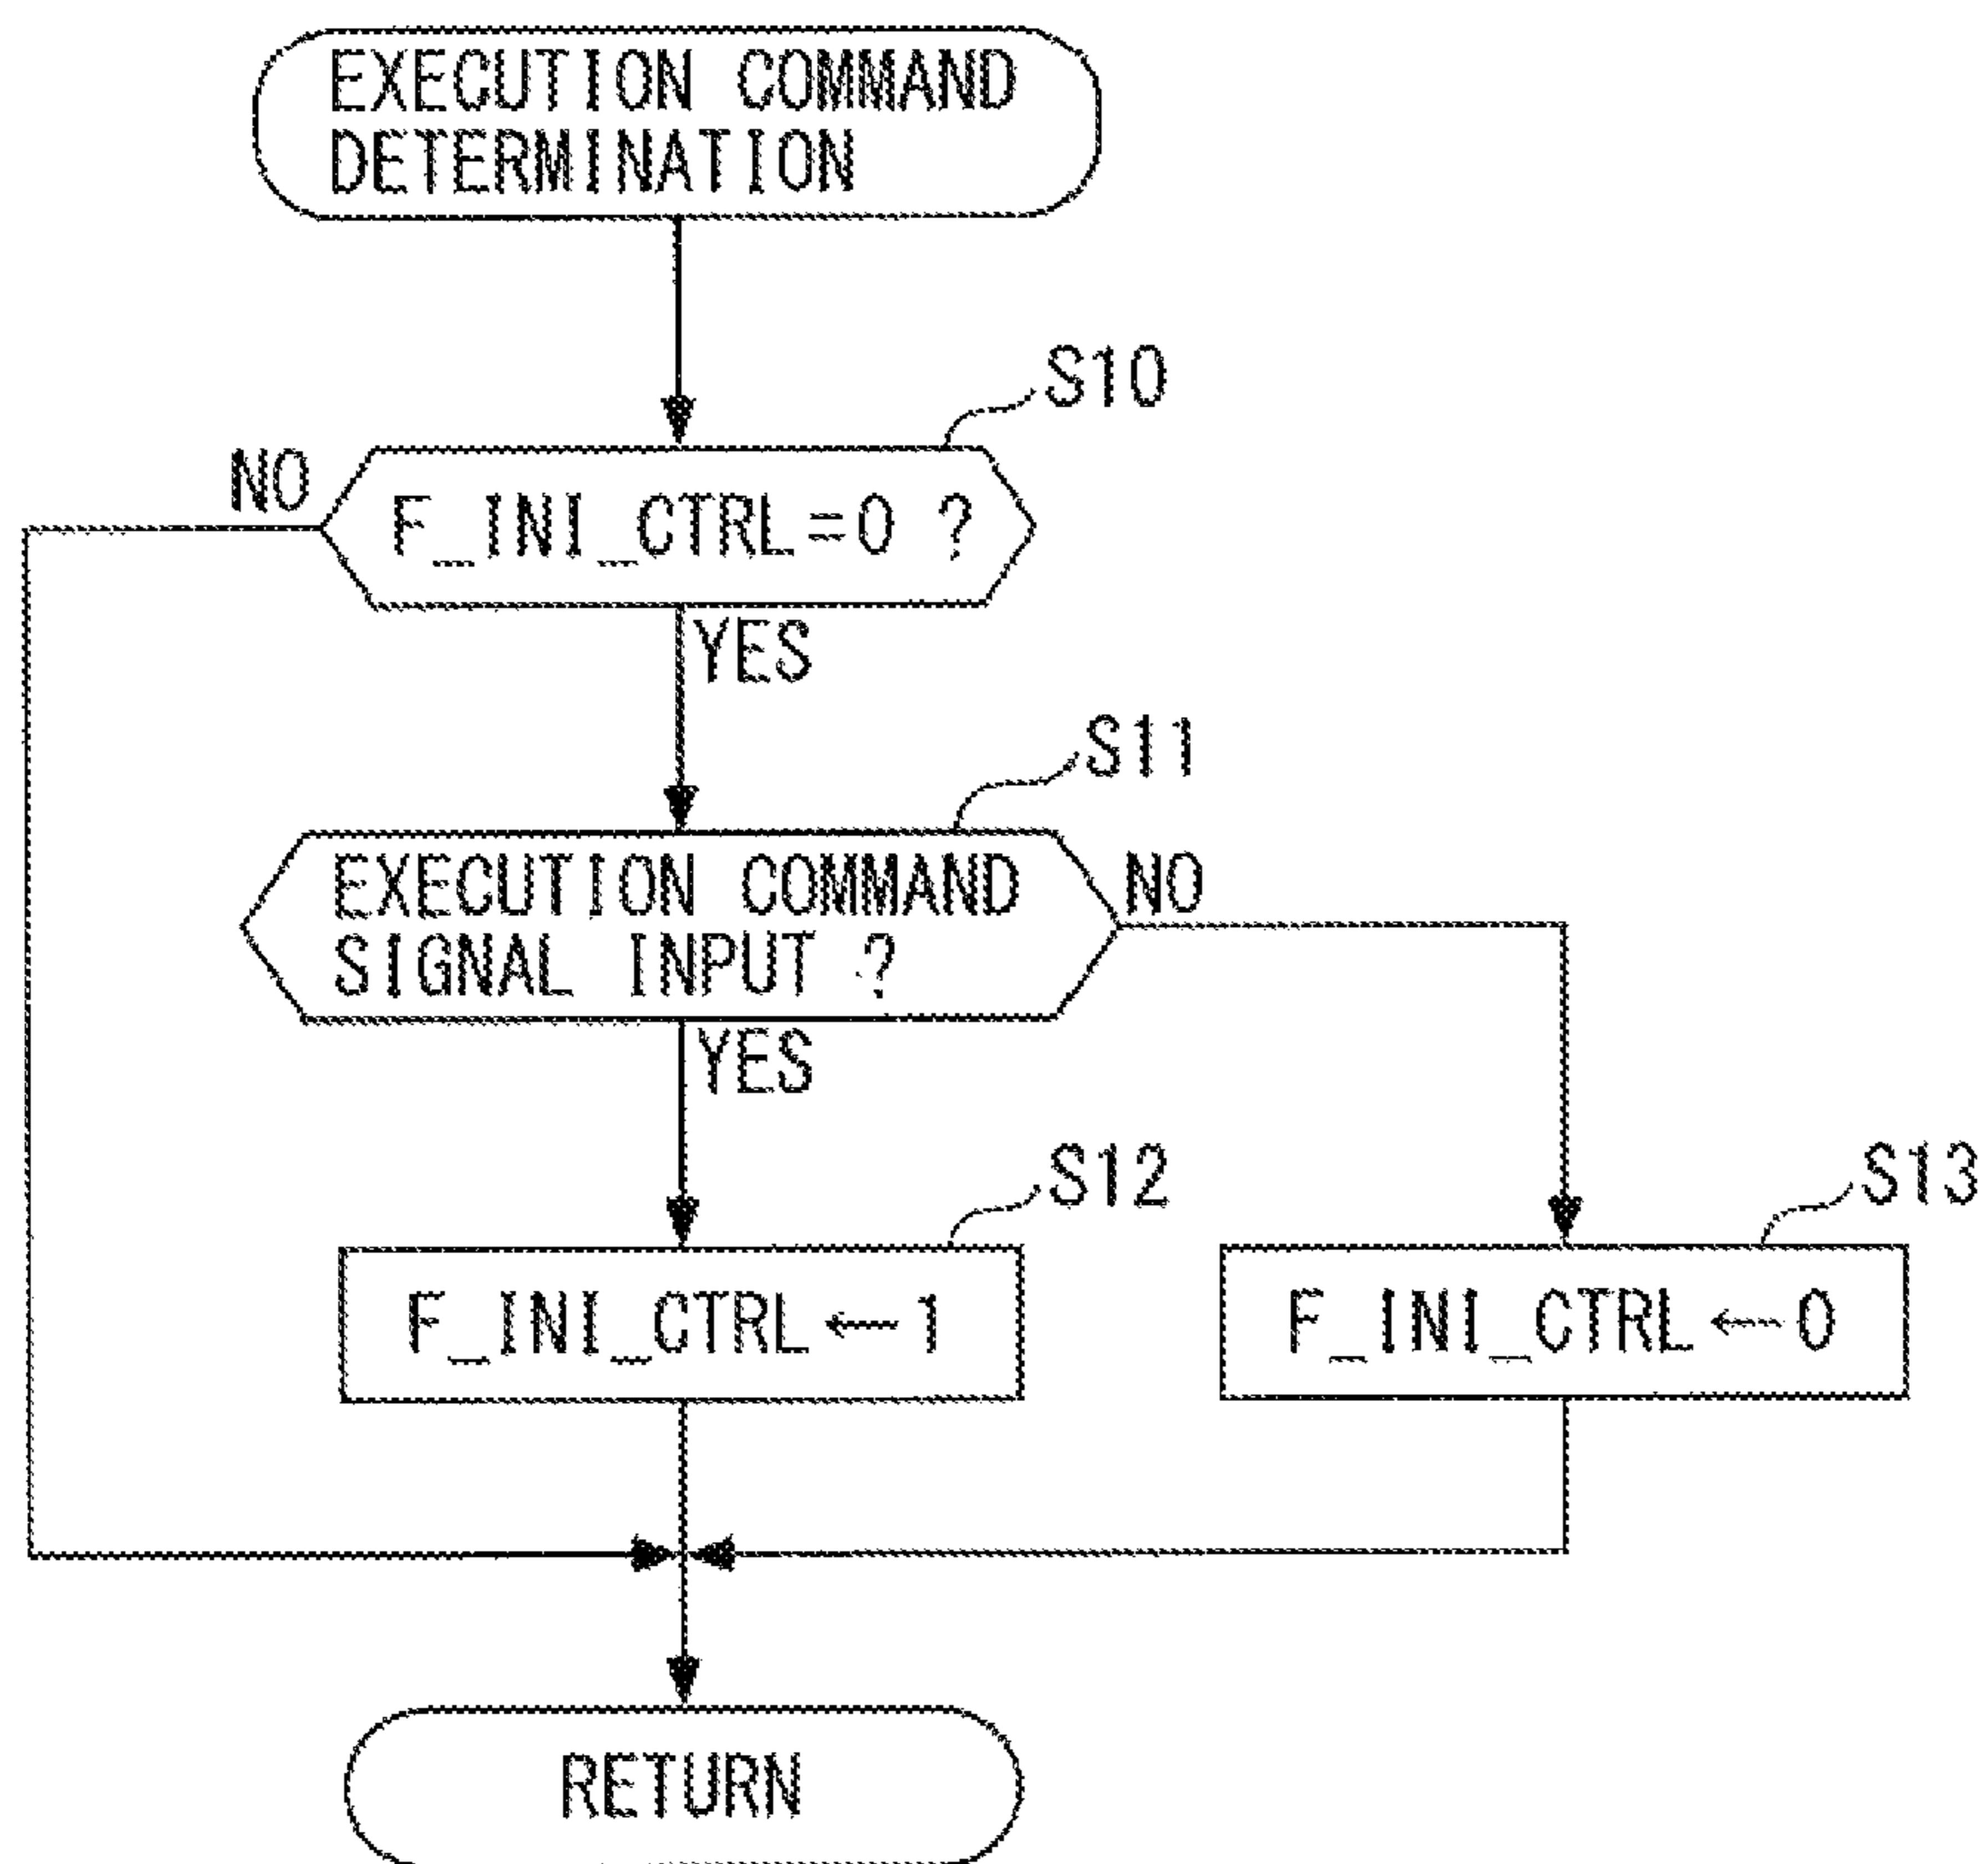 EXECUTION COMMAND
DETERMINATION
S10
NO
F_INI_CTRL=0 ?
YES
S11
EXECUTION COMMAND
SIGNAL INPUT ?
NO
YES
S12
S13
F_INI_CTRL←1
F_INI_CTRL←0
RETURN